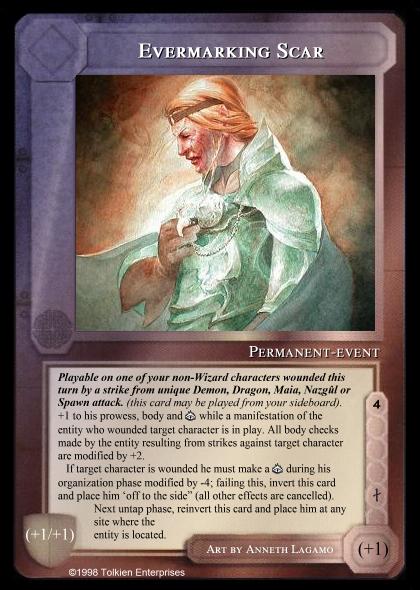 Evermarking Scar
Permanent-event
Playable on one of your non-Wizard characters wounded this
turn by a strike from unique Demon, Dragon, Maia, Nazgûl or
Spawn attack. (this card may be played from your sideboard).
+1 to his prowess, body and while a manifestation of the
entity who wounded target character is in play. All body checks
made by the entity resulting from strikes against target character
are modified by +2.
If target character is wounded he must make a during his
organization phase modified by -4; failing this, invert this card
and place him ‘off to the side” (all other effects are cancelled).
Next untap phase, reinvert this card and place him at any
site where the
entity is located.
4
(+1/+1)
Art by Anneth Lagamo
(+1)
©1998 Tolkien Enterprises